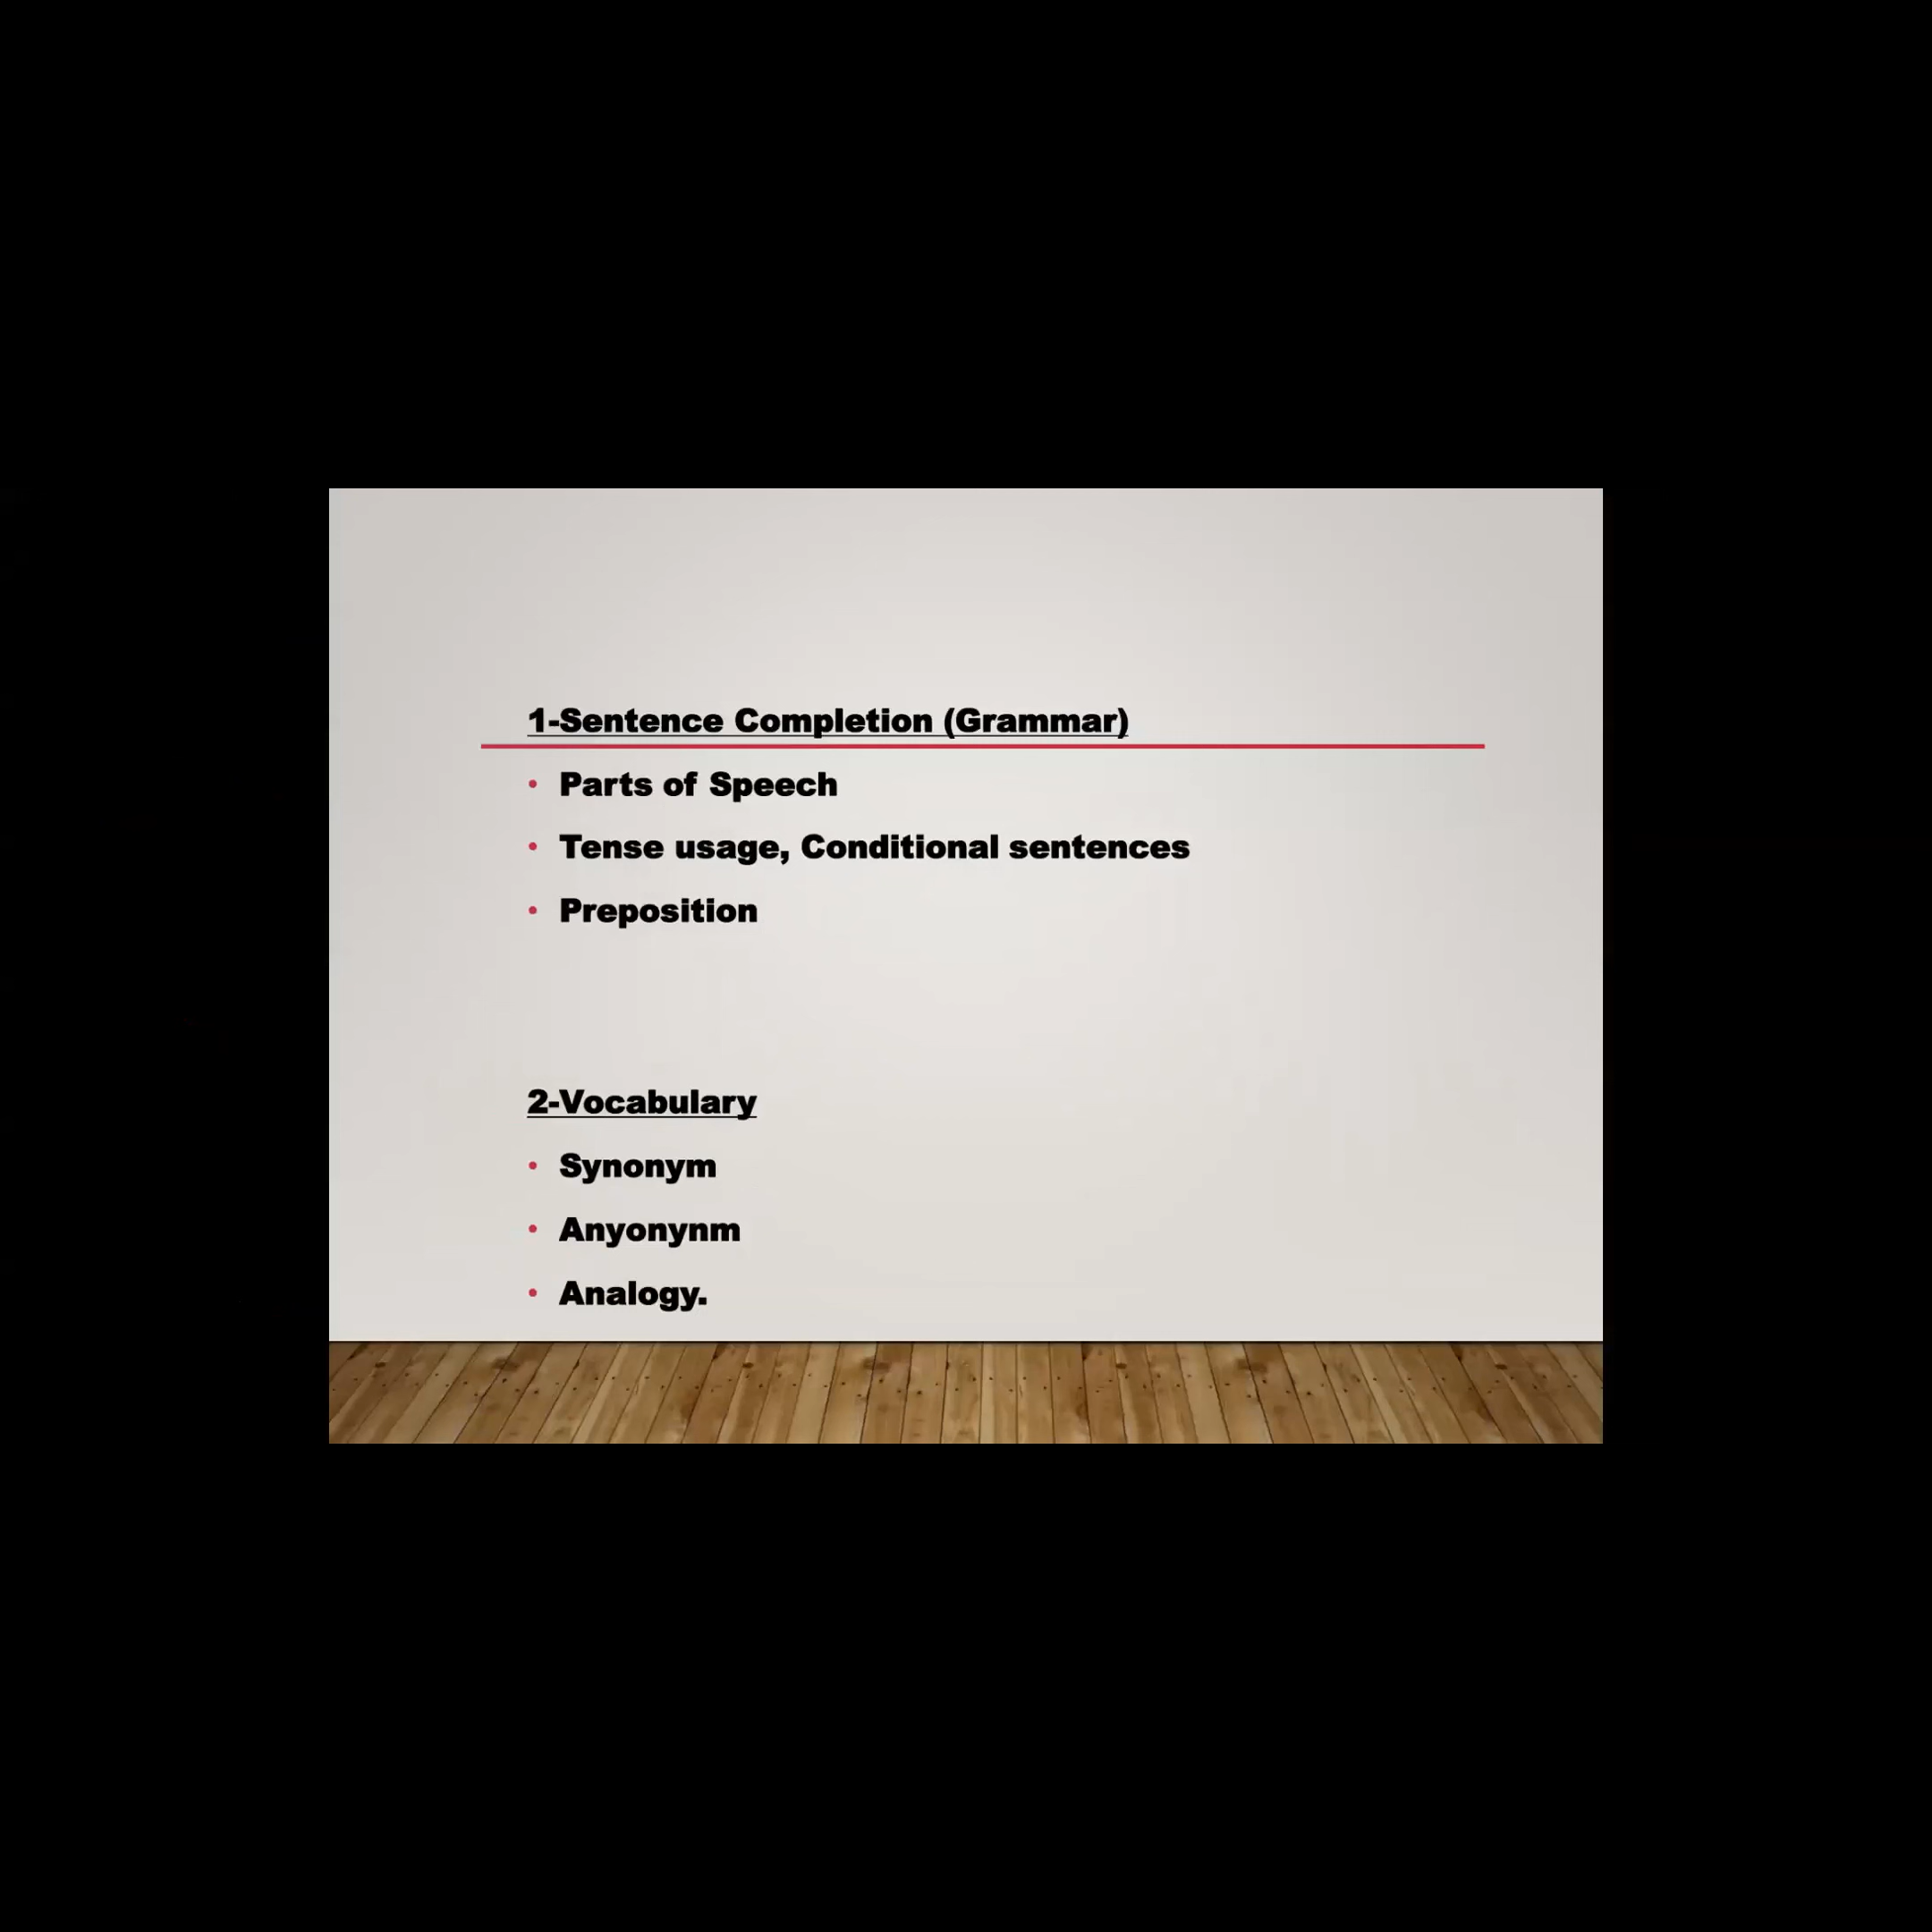 1-Sentence Completion (Grammar)
• Parts of Speech
• Tense usage, Conditional sentences
• Preposition
2-Vocabulary
• Synonym
• Anyonynm
• Analogy.